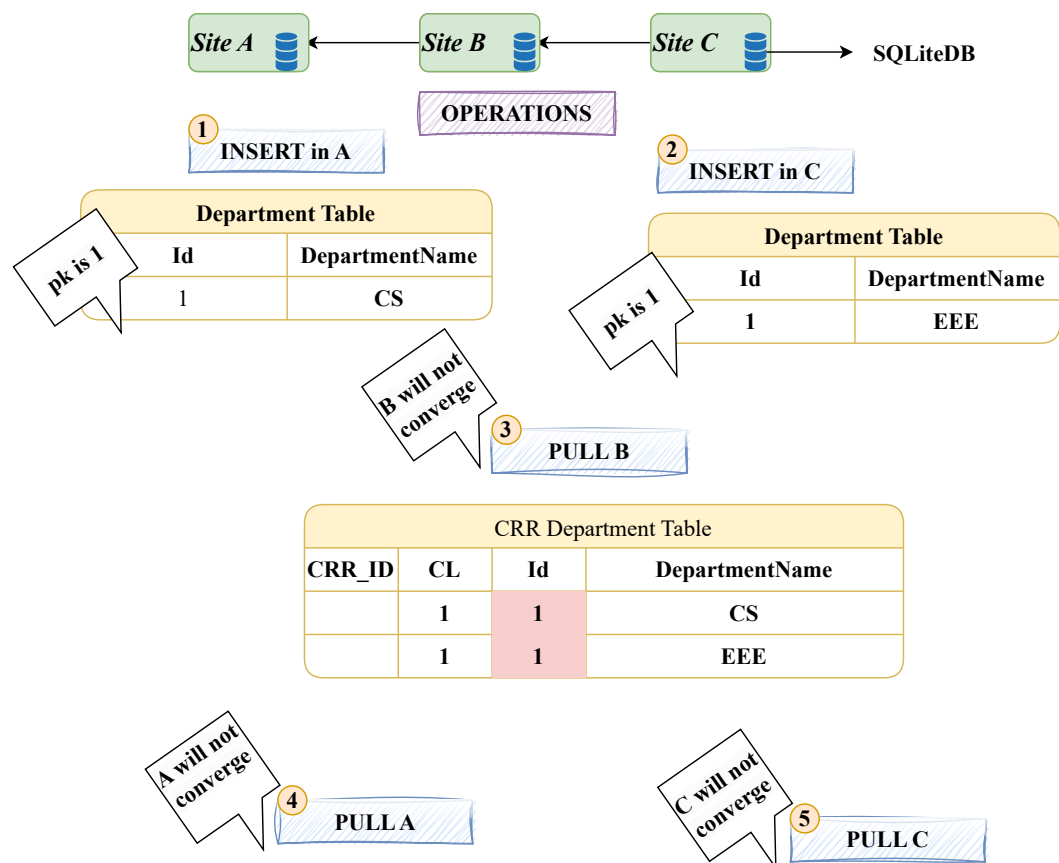 Site A
Site B
Site C
SQLiteDB
OPERATIONS
1
INSERT in A
2
INSERT in C
Department Table
Id DepartmentName
1 CS
pk is 1
Department Table
Id DepartmentName
1 EEE
pk is 1
B will not
converge
3
PULL B
CRR Department Table
CRR_ID CL Id DepartmentName
1 1 CS
1 1 EEE
A will not
converge
4
PULL A
C will not
converge
5
PULL C